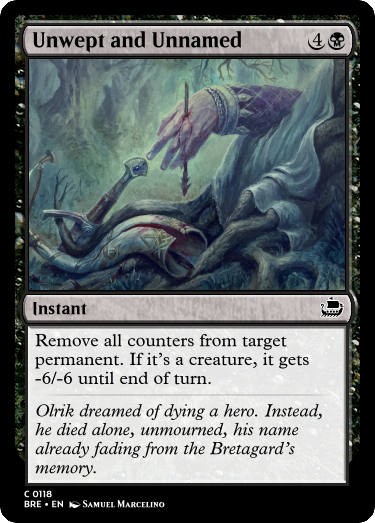 Unwept and Unnamed 4
Instant
Remove all counters from target
permanent. If it's a creature, it gets
-6/-6 until end of turn.
Olrik dreamed of dying a hero. Instead,
he died alone, unmourned, his name
already fading from the Bretagard's
memory.
C 0118
BRE • EN Samuel Marcelino